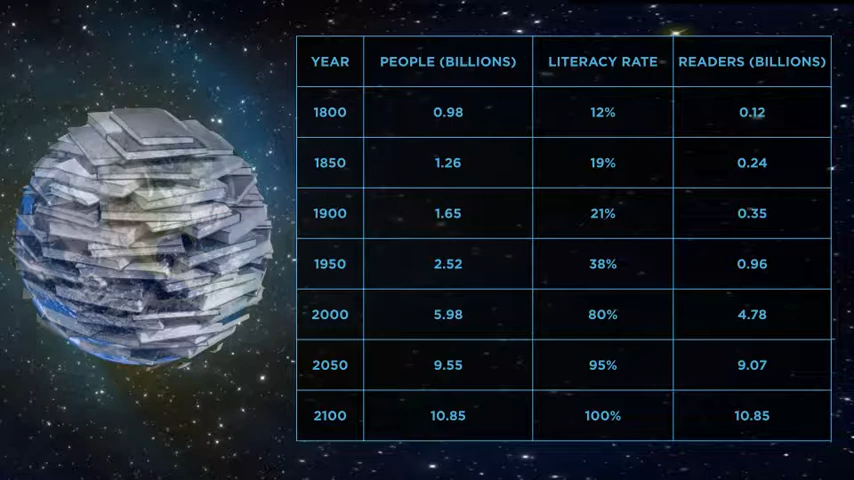 YEAR PEOPLE (BILLIONS) LITERACY RATE READERS (BILLIONS)
1800 0.98 12% 0.12
1850 1.26 19% 0.24
1900 1.65 21% 0.35
1950 2.52 38% 0.96
2000 5.98 80% 4.78
2050 9.55 95% 9.07
2100 10.85 100% 10.85